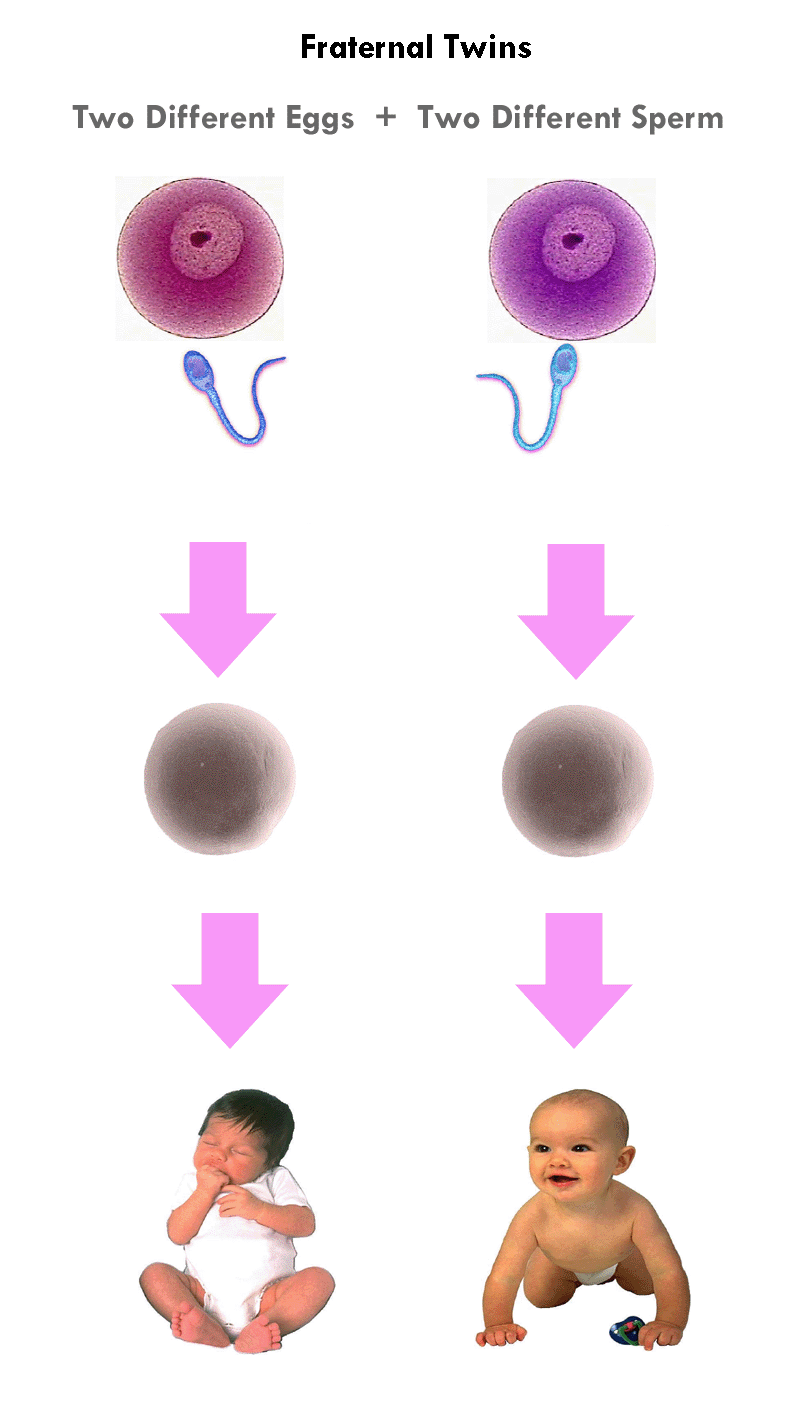 Fraternal Twins
Two Different Eggs + Two Different Sperm